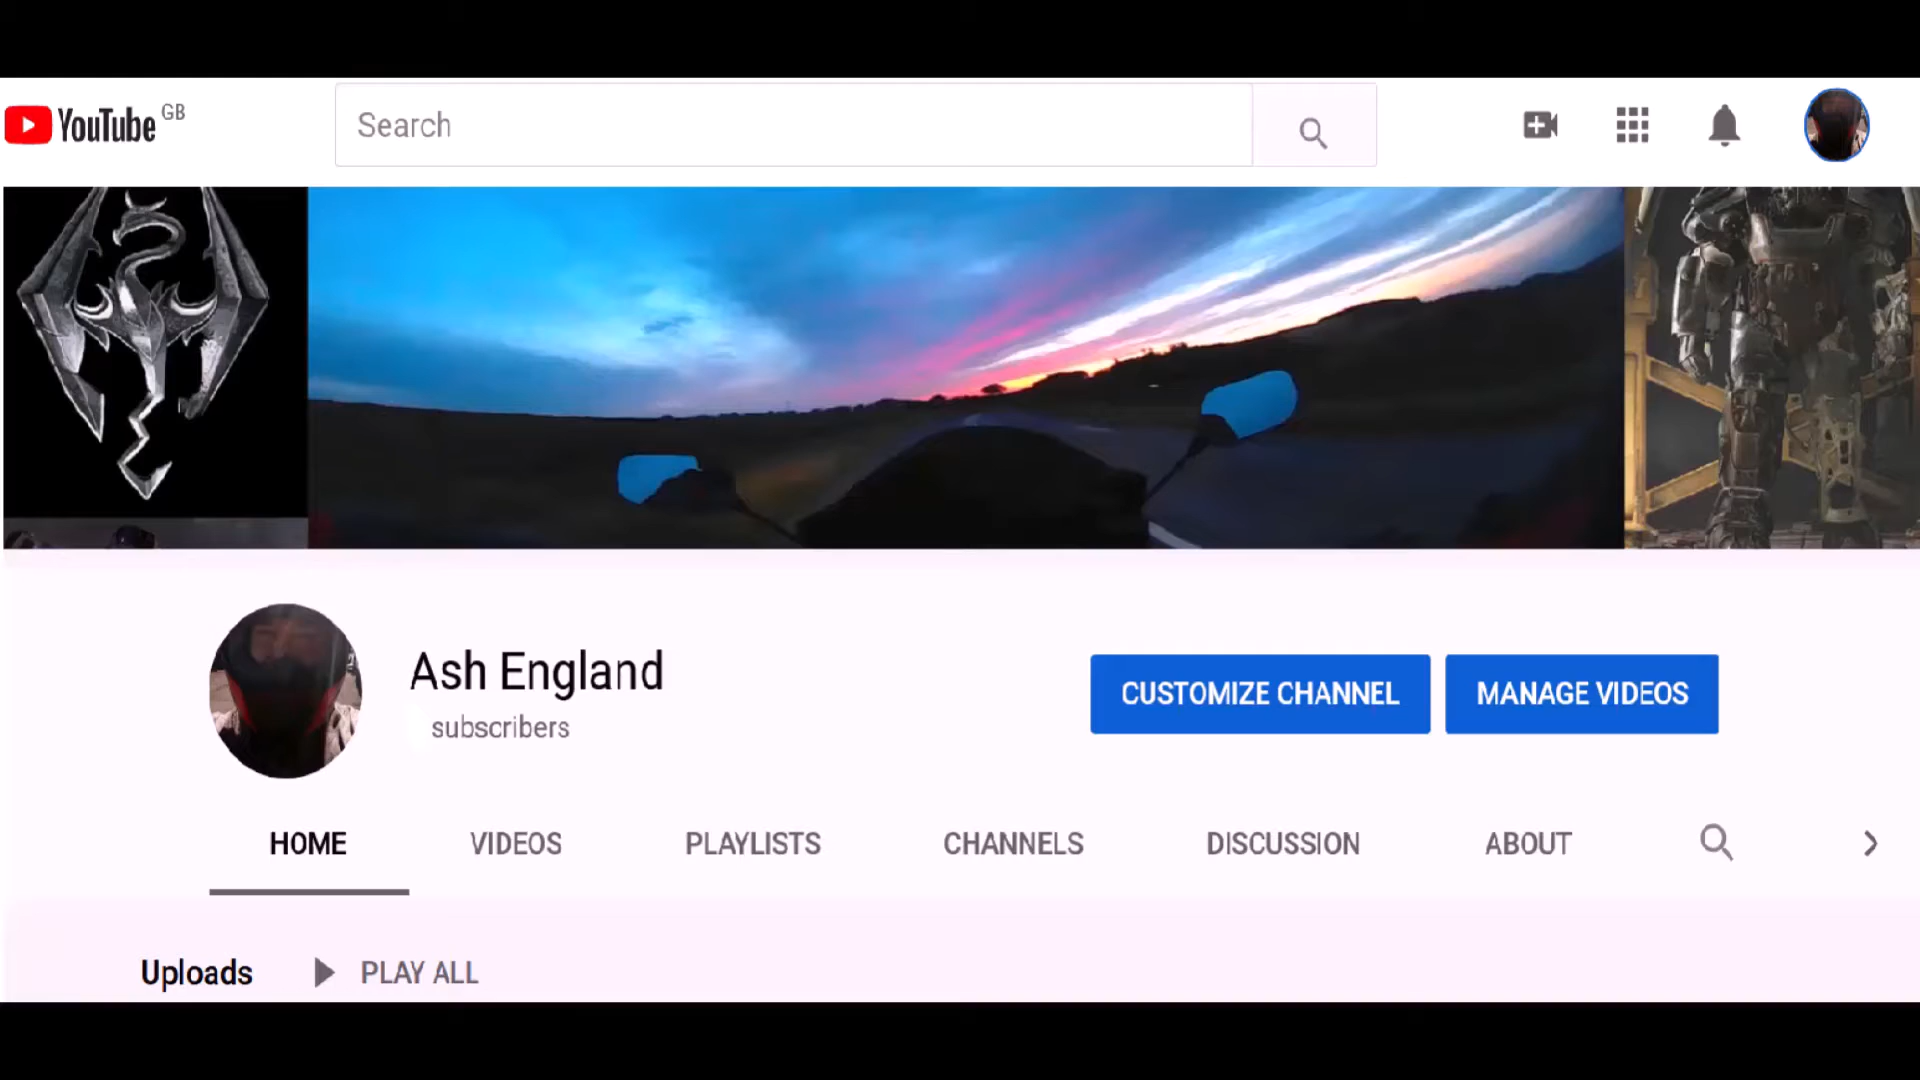 YouTube GB
Search
Ash England
subscribers
CUSTOMIZE CHANNEL
MANAGE VIDEOS
HOME
VIDEOS
PLAYLISTS
CHANNELS
DISCUSSION
ABOUT
Uploads
PLAY ALL